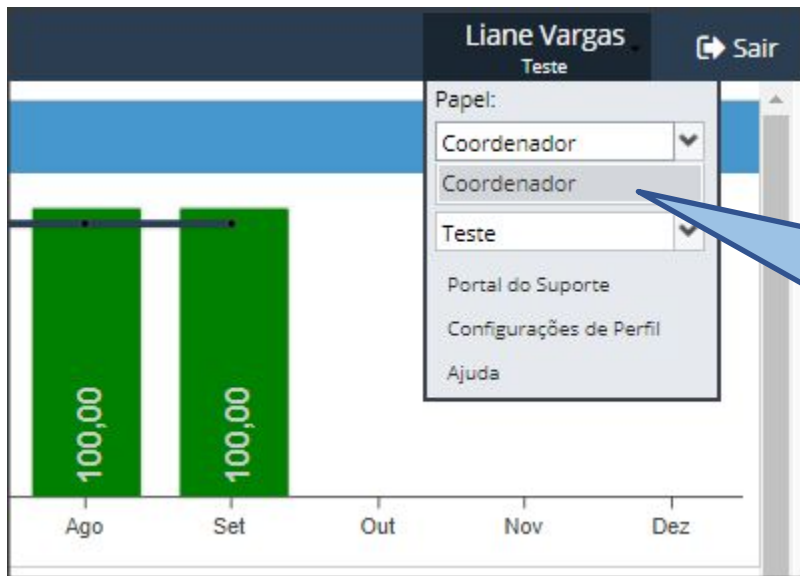 Liane Vargas
Teste
Sair
Papel:
Coordenador
Coordenador
Teste
Portal do Suporte
Configurações de Perfil
Ajuda
100,00
100,00
Ago
Set
Out
Nov
Dez